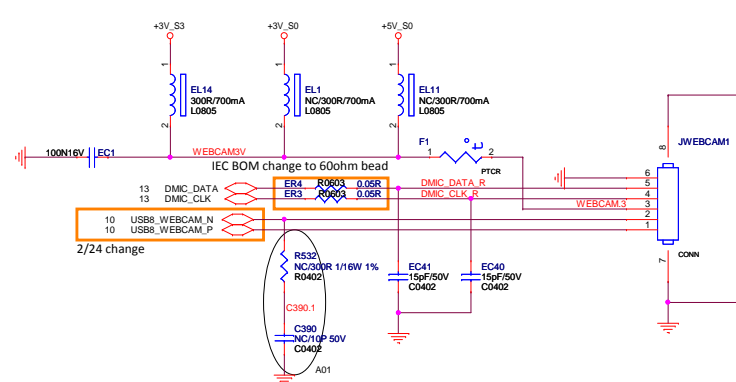 +3V_S3
+3V_S0
+5V_S0
1
1
1
EL14
300R/700mA
L0805
EL1
NC/300R/700mA
L0805
EL11
NC/300R/700mA
L0805
2
2
2
F1
1
2
PTCR
8
JWEBCAM1
100N16V
EC1
WEBCAM3V
IEC BOM change to 60ohm bead
13 DMIC_DATA
ER4 R0603 0.05R
DMIC_DATA_R
13 DMIC_CLK
ER3 R0603 0.05R
DMIC_CLK_R
WEBCAM.3
6
5
4
3
2
1
10 USB8_WEBCAM_N
10 USB8_WEBCAM_P
2/24 change
7
CONN
R532
NC/300R 1/16W 1%
R0402
EC41
15pF/50V
C0402
EC40
15pF/50V
C0402
C390.1
C390
NC/10P 50V
C0402
A01